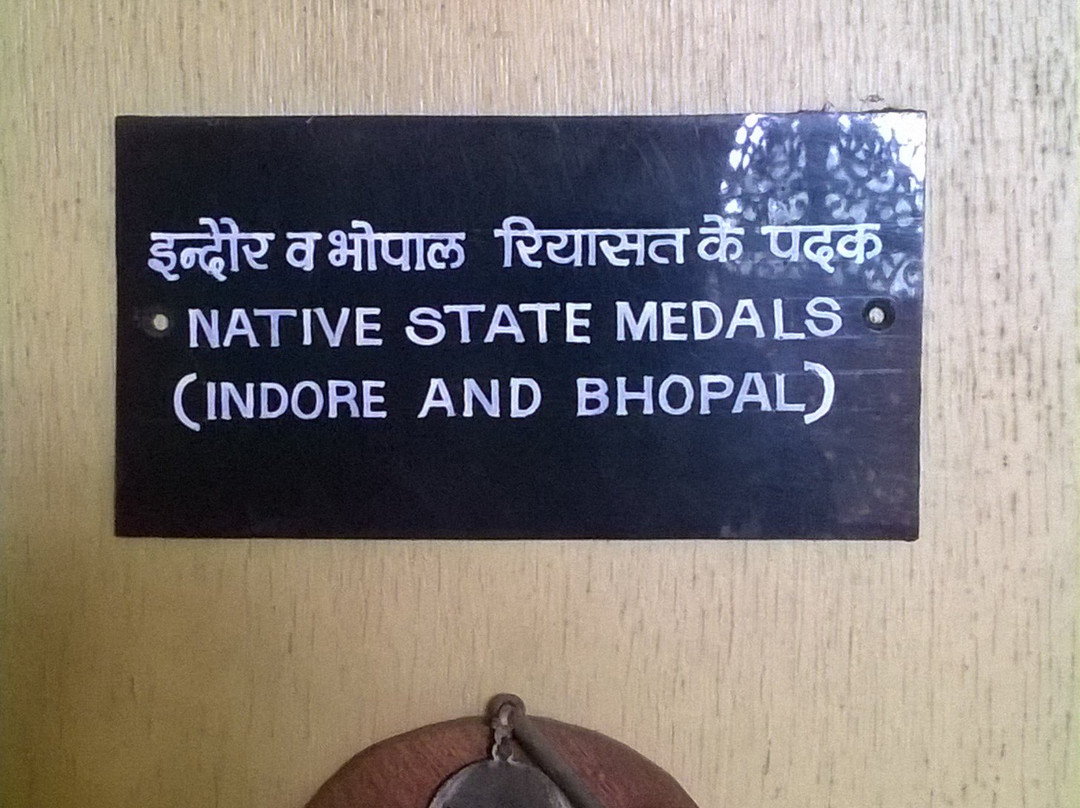 इन्दौर व भोपाल रियासत के पदक
NATIVE STATE MEDALS
(INDORE AND BHOPAL)